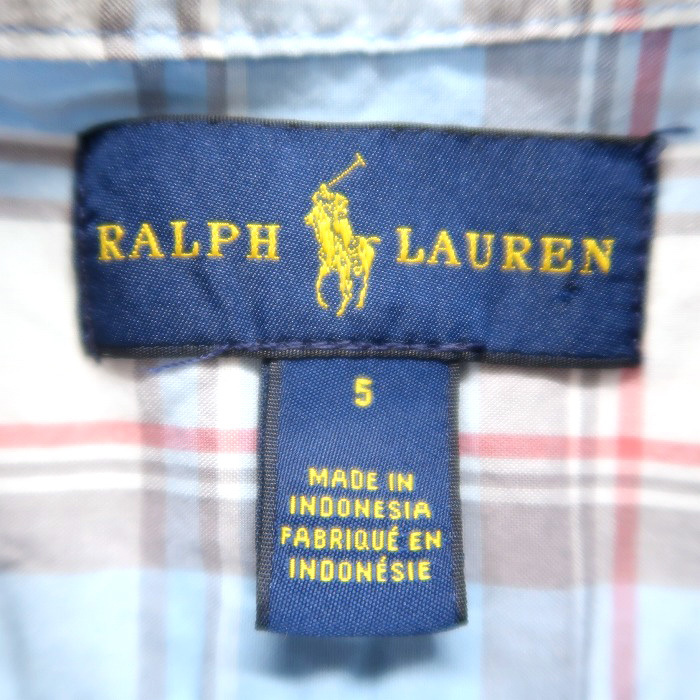 RALPH LAUREN
5
MADE IN
INDONESIA
FABRIQUÉ EN
INDONÉSIE